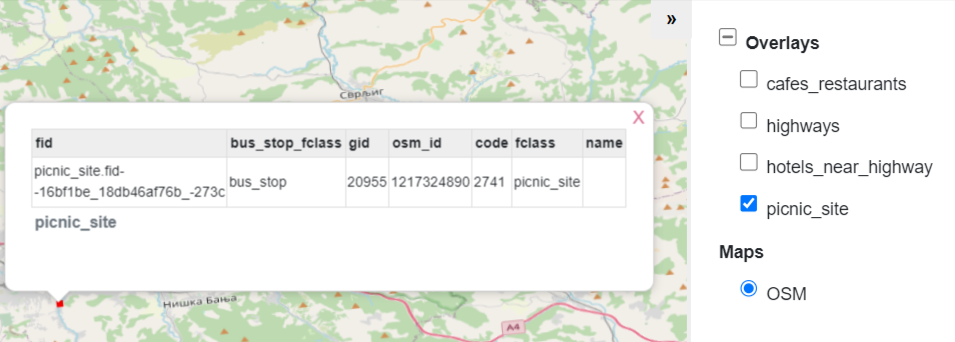 »
Сврљиг
X
fid bus_stop_fclass gid osm_id code fclass name
picnic_site.fid-
-16bf1be_18db46af76b_-273c bus_stop 20955 1217324890 2741 picnic_site
picnic_site
Нишка Бања
A4
Overlays
cafes_restaurants
highways
hotels_near_highway
picnic_site
Maps
OSM